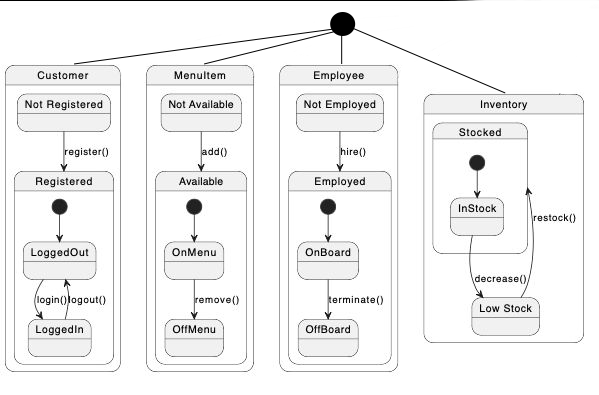 Customer
Not Registered
register()
Registered
LoggedOut
login()
logout()
LoggedIn
MenuItem
Not Available
add()
Available
OnMenu
remove()
OffMenu
Employee
Not Employed
hire()
Employed
OnBoard
terminate()
OffBoard
Inventory
Stocked
InStock
restock()
decrease()
Low Stock